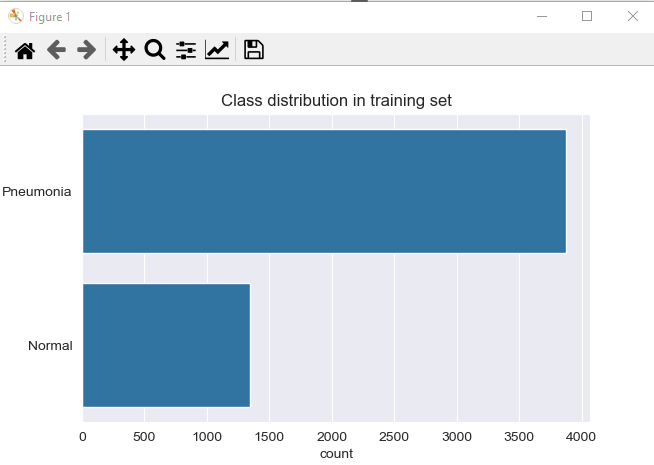 Figure 1
Class distribution in training set
Pneumonia
Normal
0 500 1000 1500 2000 2500 3000 3500 4000
count